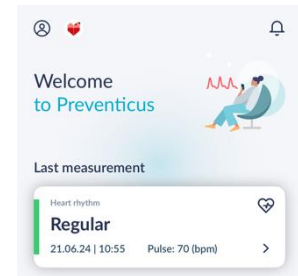 Welcome
to Preventicus
Last measurement
Heart rhythm
Regular
21.06.24 | 10:55 Pulse: 70 (bpm)